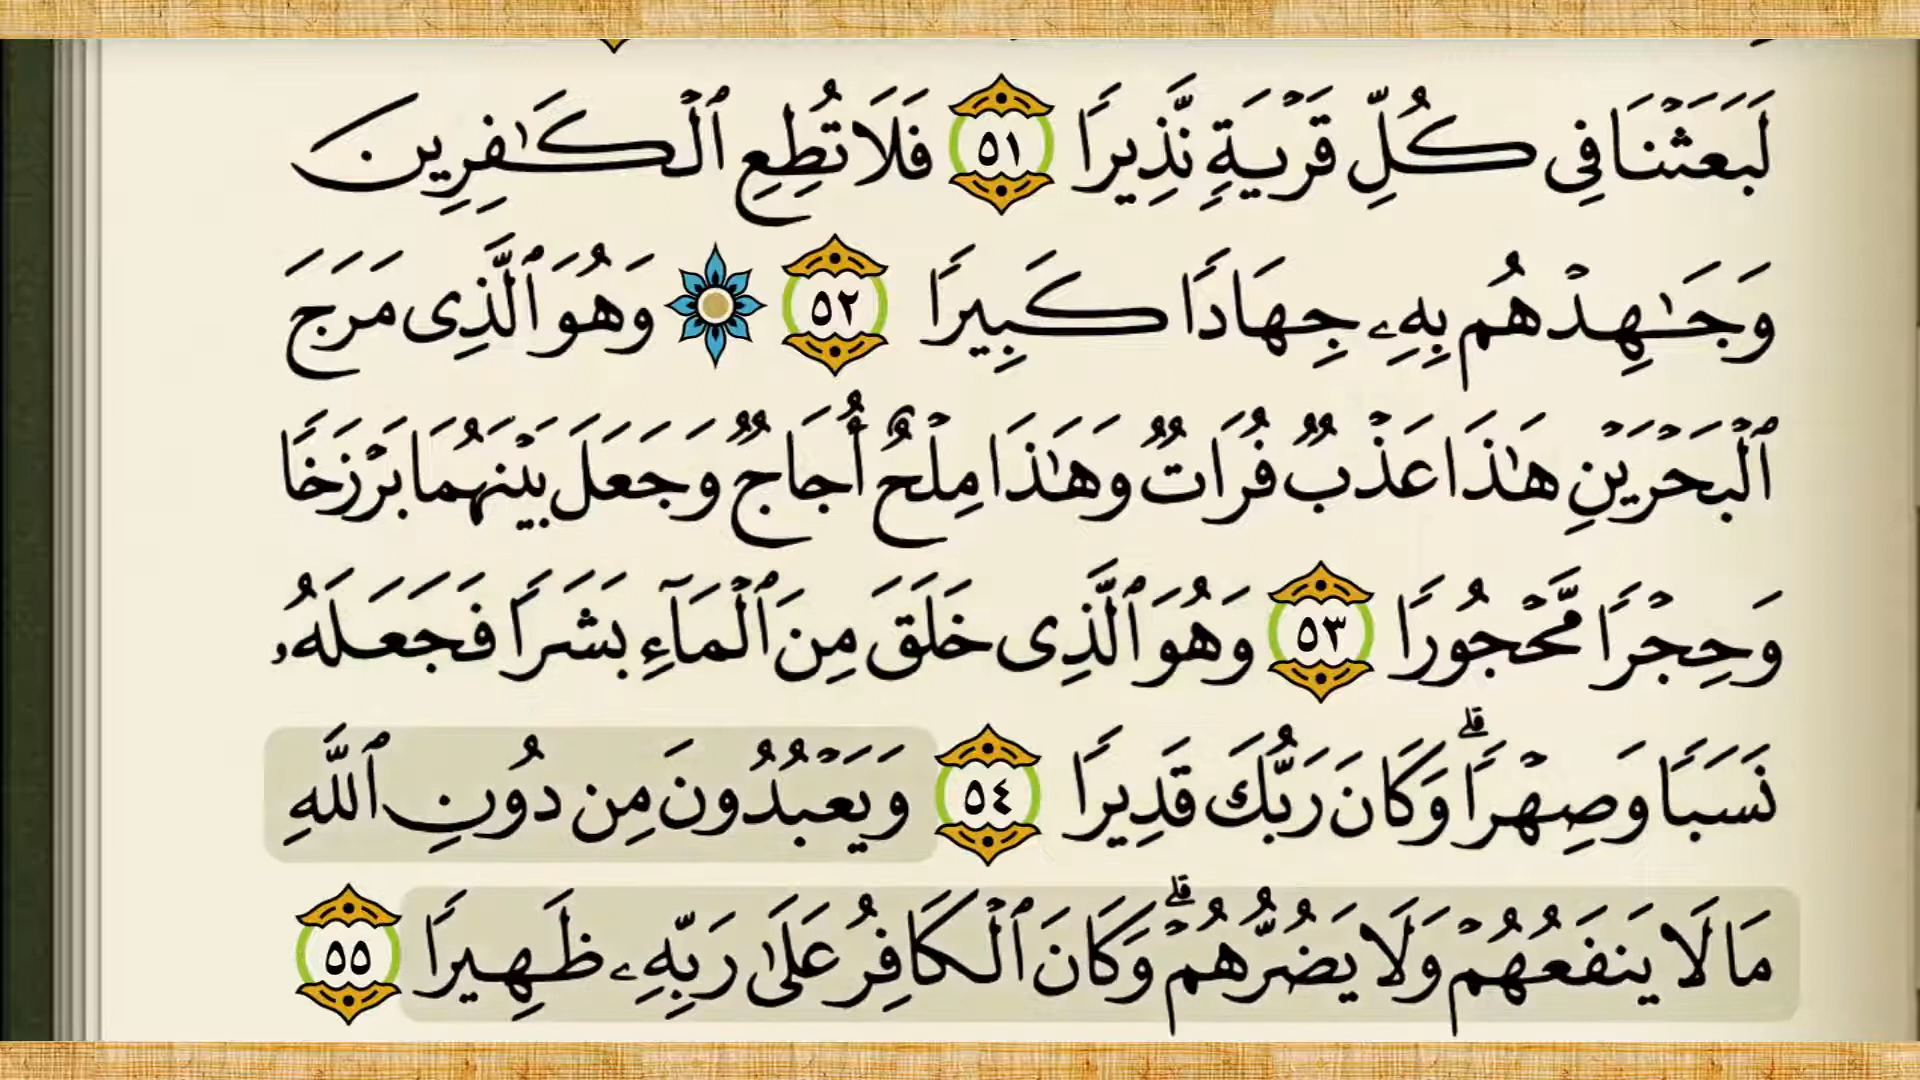 لَبَعَثْنَا فِى كُلِّ قَرْيَةٍ نَّذِيرًا ٥١ فَلَا تُطِعِ ٱلْكَـٰفِرِينَ
وَجَـٰهِدْهُم بِهِۦ جِهَادًا كَبِيرًا ٥٢ ۞ وَهُوَ ٱلَّذِى مَرَجَ
ٱلْبَحْرَيْنِ هَـٰذَا عَذْبٌ فُرَاتٌ وَهَـٰذَا مِلْحٌ أُجَاجٌ وَجَعَلَ بَيْنَهُمَا بَرْزَخًا
وَحِجْرًا مَّحْجُورًا ٥٣ وَهُوَ ٱلَّذِى خَلَقَ مِنَ ٱلْمَآءِ بَشَرًا فَجَعَلَهُۥ
نَسَبًا وَصِهْرًا ۗ وَكَانَ رَبُّكَ قَدِيرًا ٥٤ وَيَعْبُدُونَ مِن دُونِ ٱللَّهِ
مَا لَا يَنفَعُهُمْ وَلَا يَضُرُّهُمْ ۗ وَكَانَ ٱلْكَافِرُ عَلَىٰ رَبِّهِۦ ظَهِيرًا ٥٥